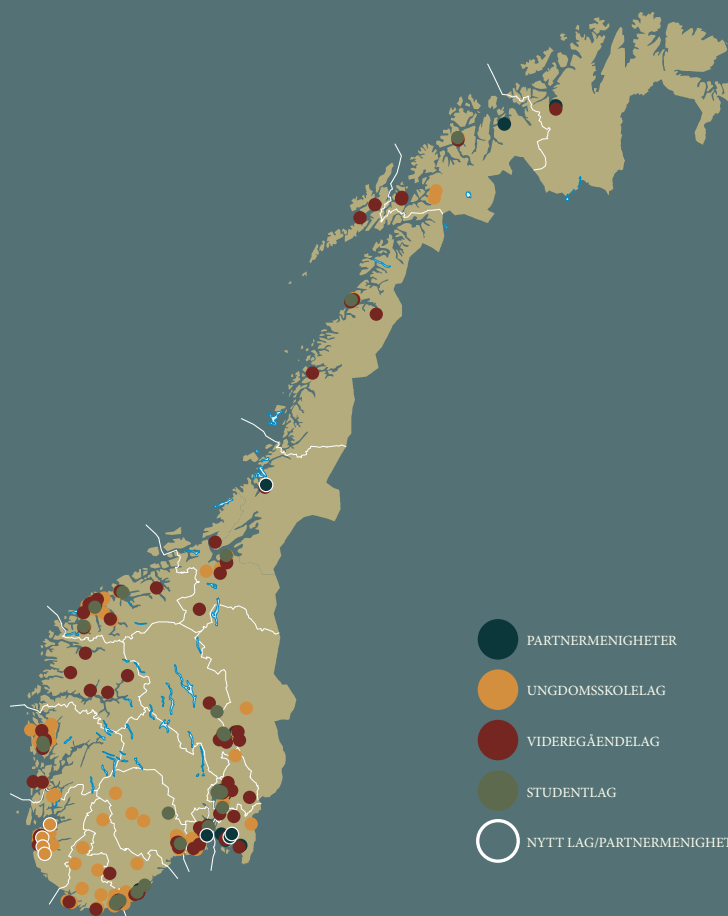 PARTNERMENIGHETER
UNGDOMSSKOLELAG
VIDEREGÅENDELAG
STUDENTLAG
NYTT LAG/PARTNERMENIGHET